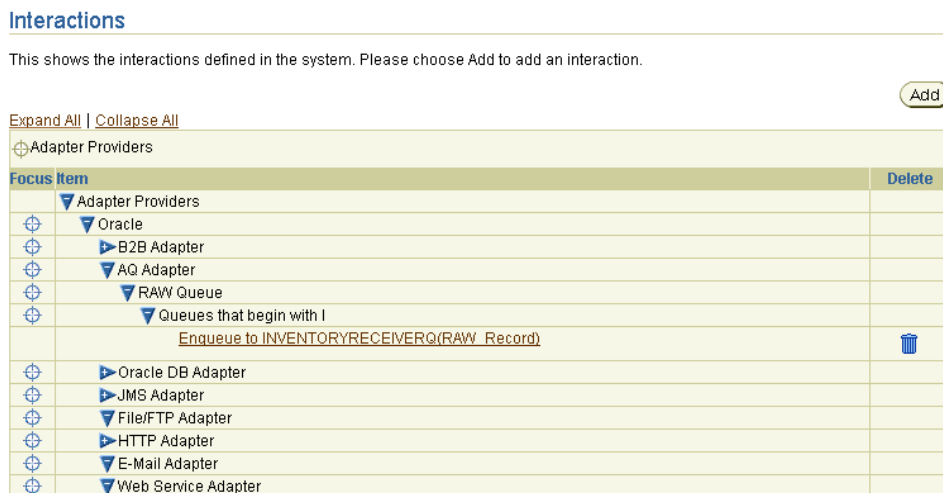 Interactions
This shows the interactions defined in the system. Please choose Add to add an interaction.
Add
Expand All | Collapse All
Adapter Providers
Focus Item Delete
Adapter Providers
Oracle
B2B Adapter
AQ Adapter
RAW Queue
Queues that begin with I
Enqueue to INVENTORYRECEIVERQ(RAW_Record)
Oracle DB Adapter
JMS Adapter
File/FTP Adapter
HTTP Adapter
E-Mail Adapter
Web Service Adapter